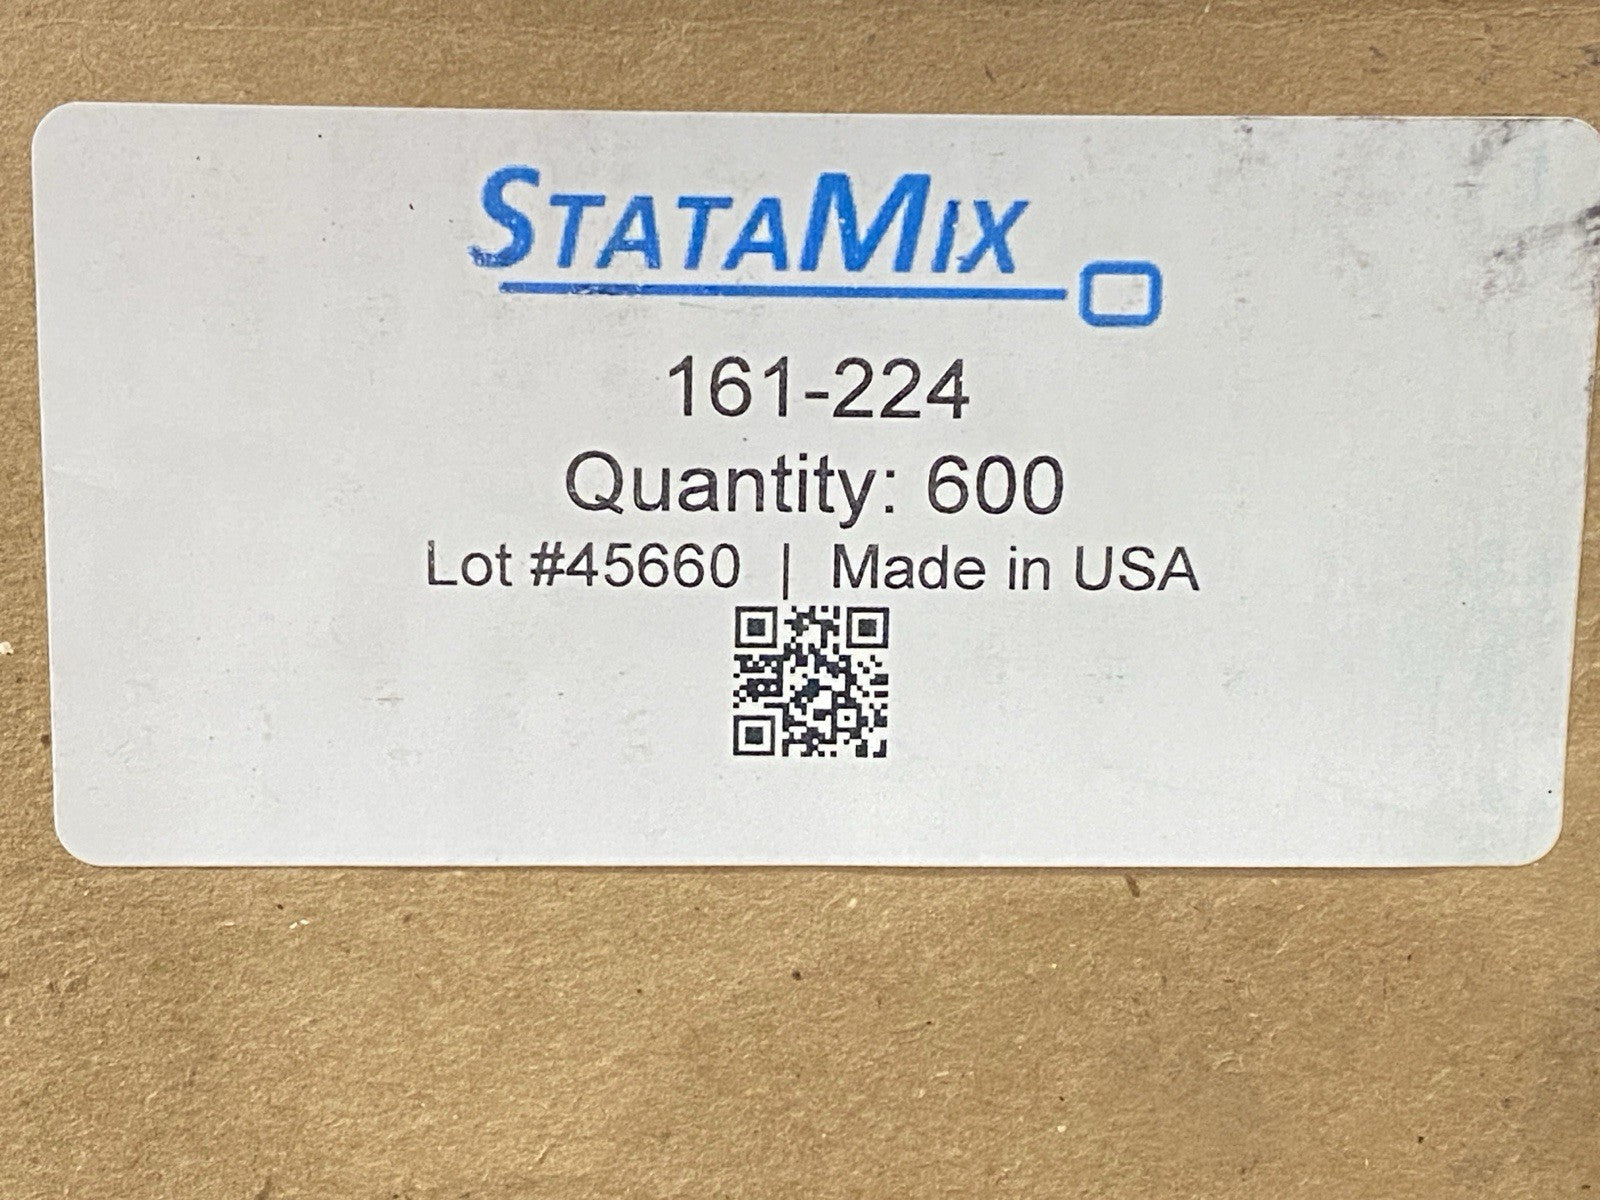 STATAMIX
161-224
Quantity: 600
Lot #45660 | Made in USA